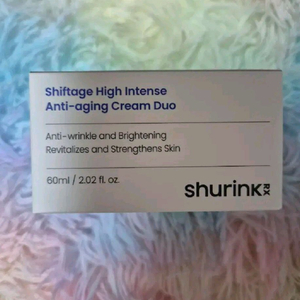 Shiftage High Intense
Anti-aging Cream Duo
Anti-wrinkle and Brightening
Revitalizes and Strengthens Skin
60ml / 2.02 fl. oz.
shurink RX